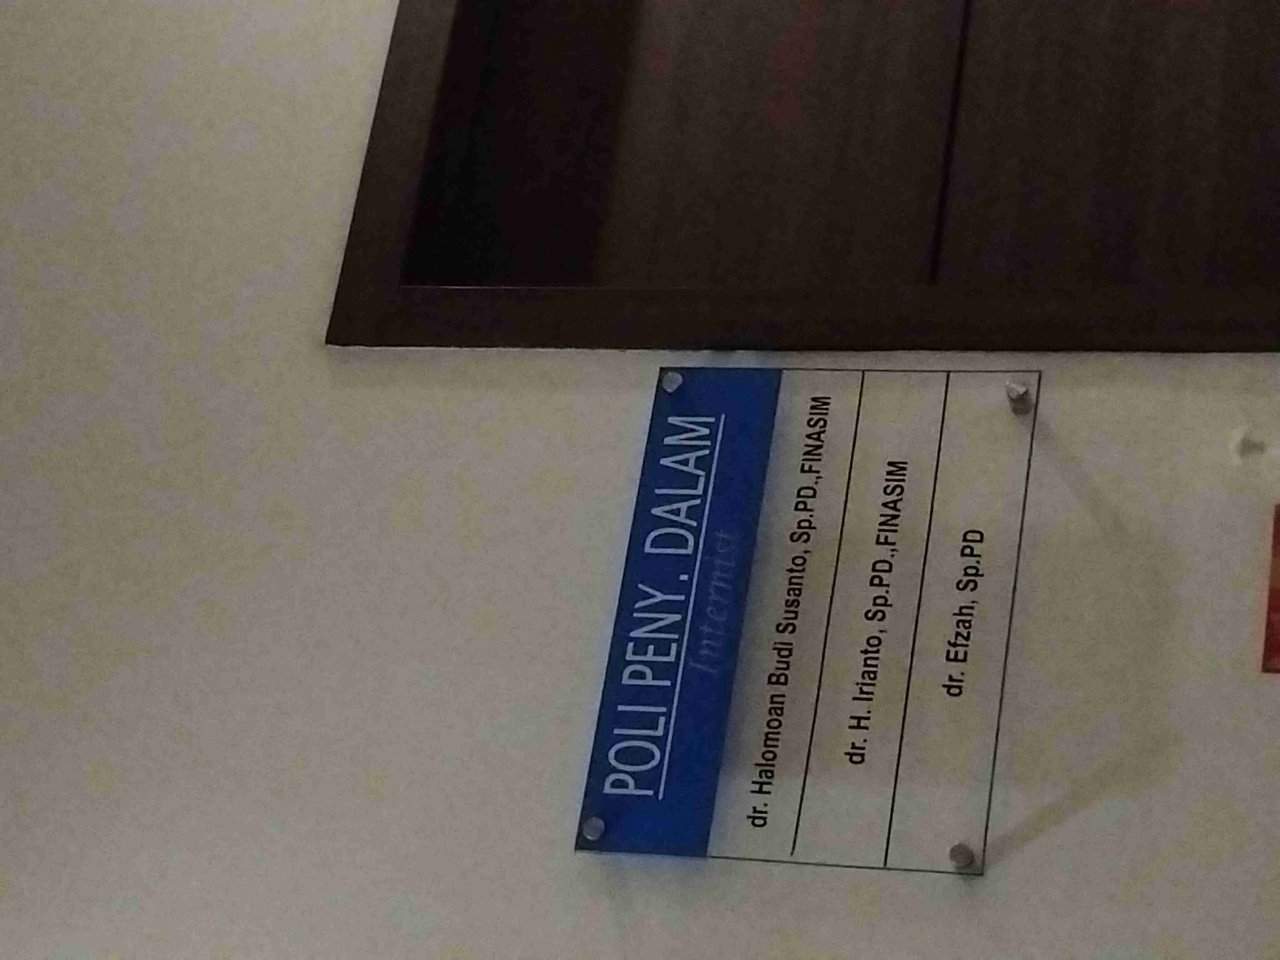 POLI PENY. DALAM
Internist
dr. Halomoan Budi Susanto, Sp.PD.,FINASIM
dr. H. Irianto, Sp.PD.,FINASIM
dr. Efzah, Sp.PD